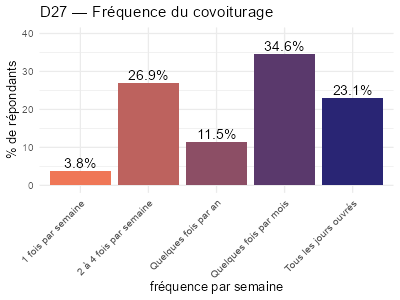 D27 — Fréquence du covoiturage
% de répondants
40
30
20
10
0
3.8%
26.9%
11.5%
34.6%
23.1%
1 fois par semaine
2 à 4 fois par semaine
Quelques fois par an
Quelques fois par mois
Tous les jours ouvrés
fréquence par semaine